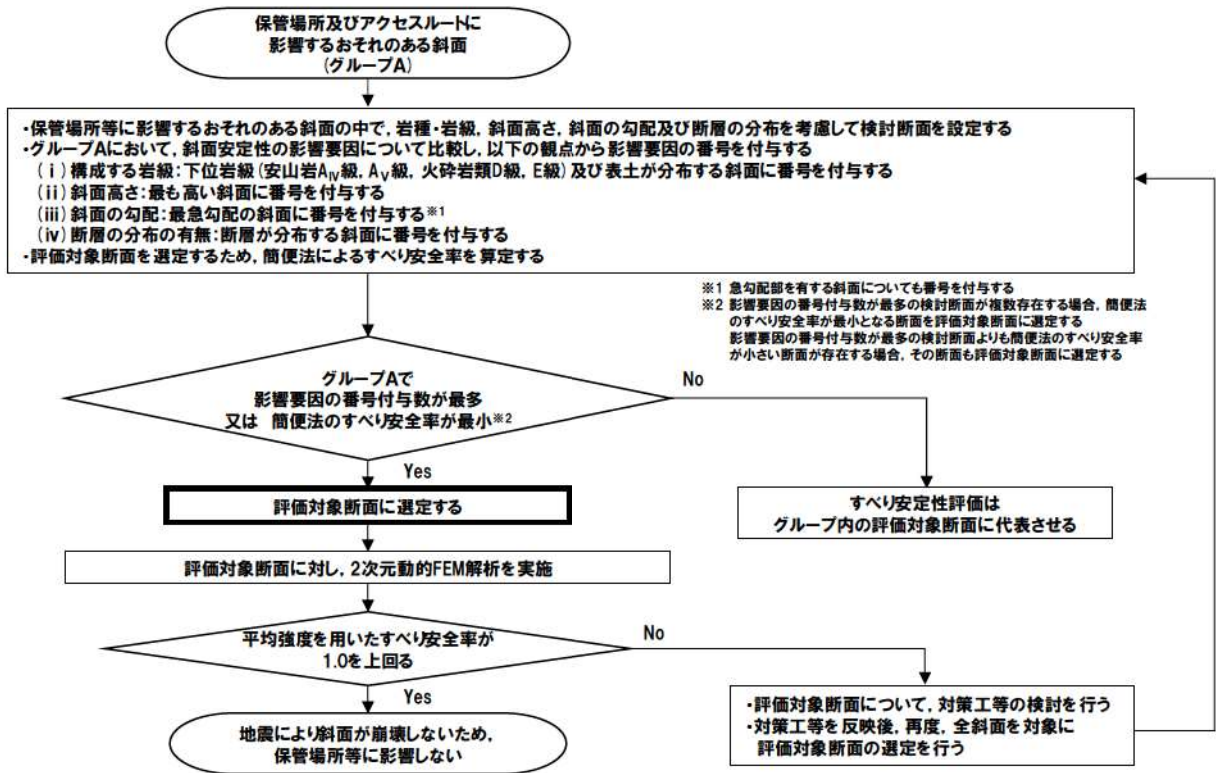 保管場所及びアクセスルートに
影響するおそれのある斜面
(グループA)
・保管場所等に影響するおそれのある斜面の中で,岩種・岩級,斜面高さ,斜面の勾配及び断層の分布を考慮して検討断面を設定する
・グループAにおいて,斜面安定性の影響要因について比較し,以下の観点から影響要因の番号を付与する
(ⅰ)構成する岩級:下位岩級(安山岩AⅣ級,AⅤ級,火砕岩類D級,E級)及び表土が分布する斜面に番号を付与する
(ii)斜面高さ:最も高い斜面に番号を付与する
(iii)斜面の勾配:最急勾配の斜面に番号を付与する※1
(iv)断層の分布の有無:断層が分布する斜面に番号を付与する
・評価対象断面を選定するため,簡便法によるすべり安全率を算定する
※1 急勾配部を有する斜面についても番号を付与する
※2 影響要因の番号付与数が最多の検討断面が複数存在する場合,簡便法
のすべり安全率が最小となる断面を評価対象断面に選定する
影響要因の番号付与数が最多の検討断面よりも簡便法のすべり安全率
が小さい断面が存在する場合,その断面も評価対象断面に選定する
グループAで
影響要因の番号付与数が最多
又は 簡便法のすべり安全率が最小※2
No
Yes
評価対象断面に選定する
すべり安定性評価は
グループ内の評価対象断面に代表させる
評価対象断面に対し,2次元動的FEM解析を実施
平均強度を用いたすべり安全率が
1.0を上回る
No
Yes
・評価対象断面について,対策工等の検討を行う
・対策工等を反映後,再度,全斜面を対象に
評価対象断面の選定を行う
地震により斜面が崩壊しないため,
保管場所等に影響しない